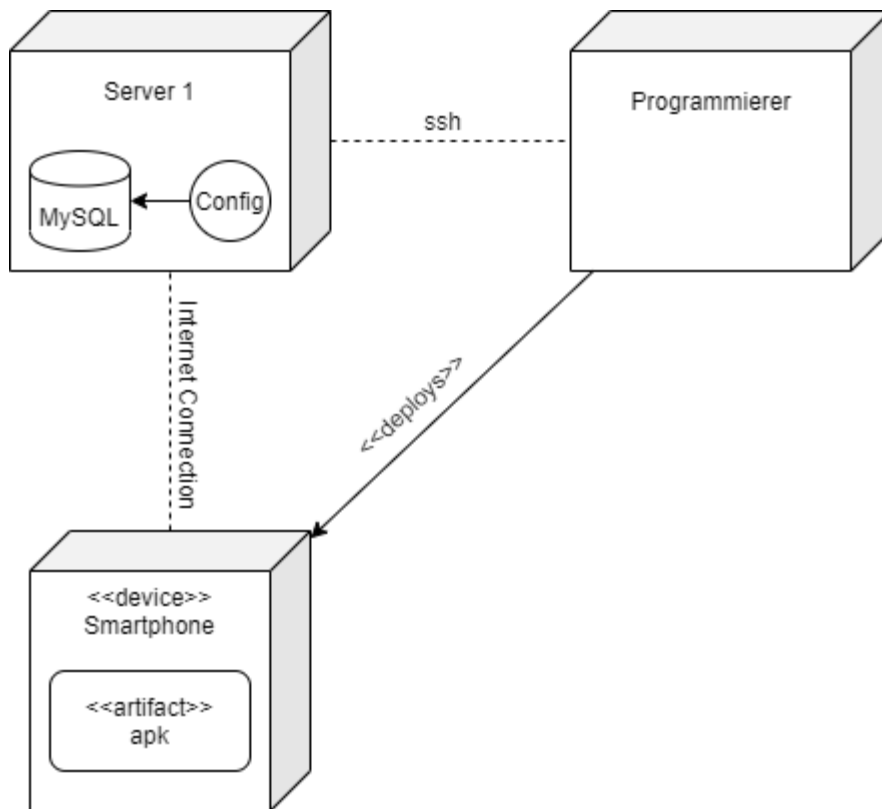 Server 1
Programmierer
ssh
MySQL
Config
Internet Connection
<<deploys>>
<<device>>
Smartphone
<<artifact>>
apk